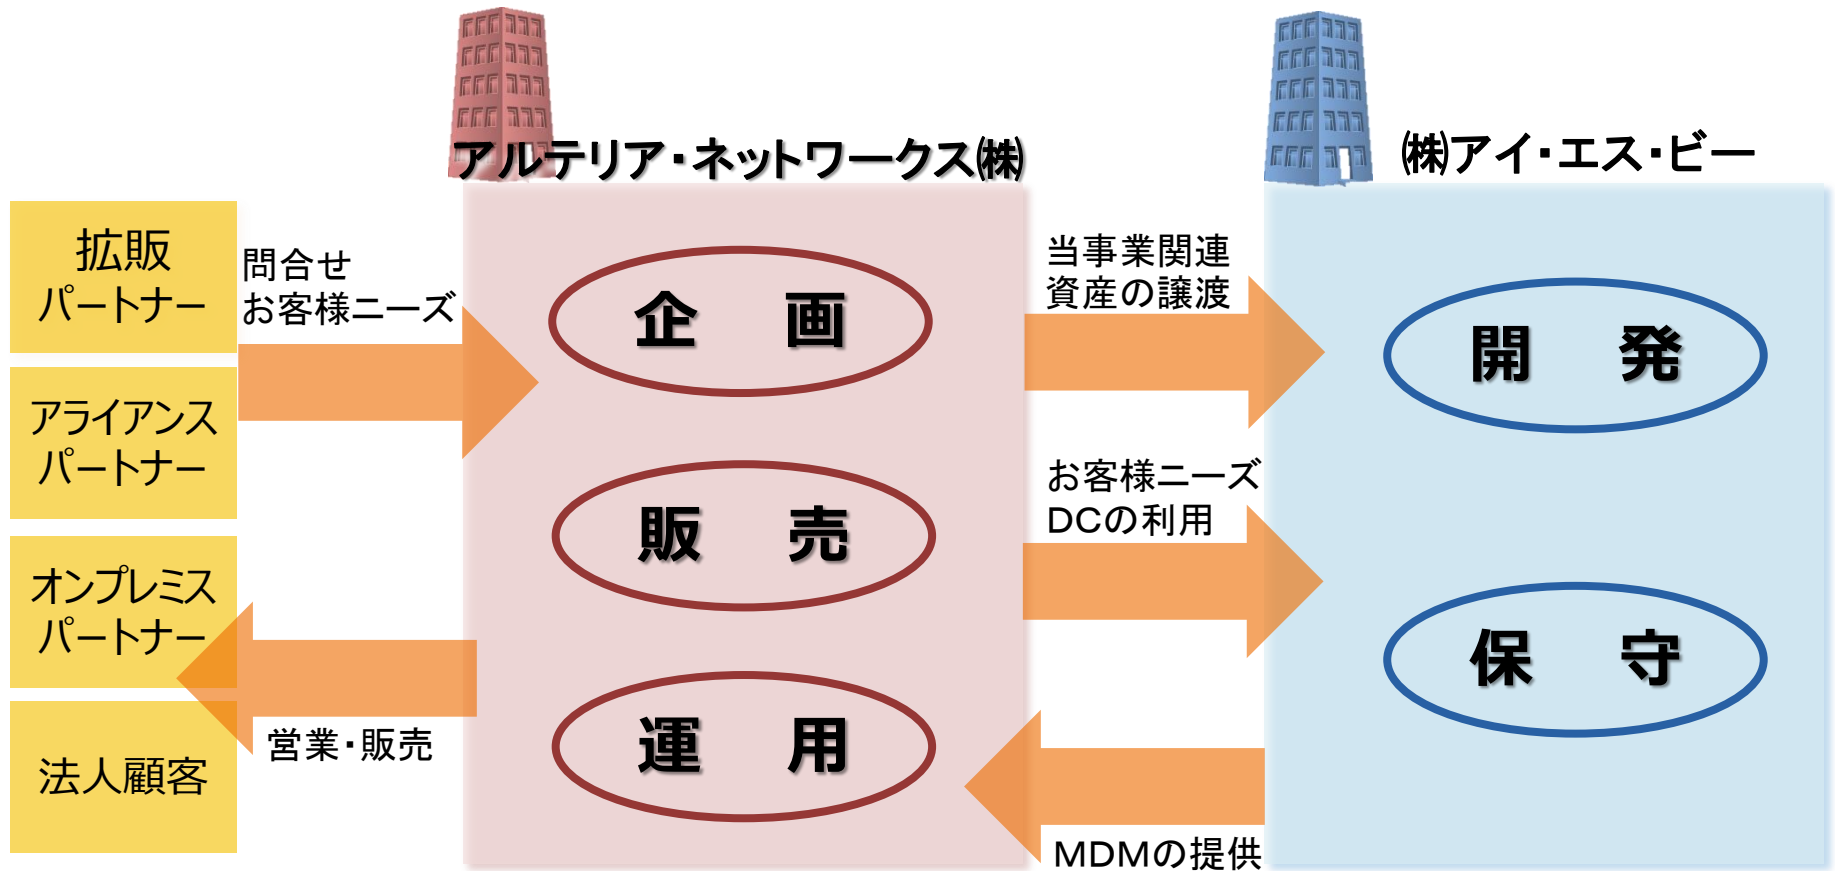 アルテリア・ネットワークス㈱
㈱アイ・エス・ビー
拡販
パートナー
アライアンス
パートナー
オンプレミス
パートナー
法人顧客
問合せ
お客様ニーズ
営業・販売
企　画
販　売
運　用
当事業関連
資産の譲渡
お客様ニーズ
DCの利用
MDMの提供
開　発
保　守